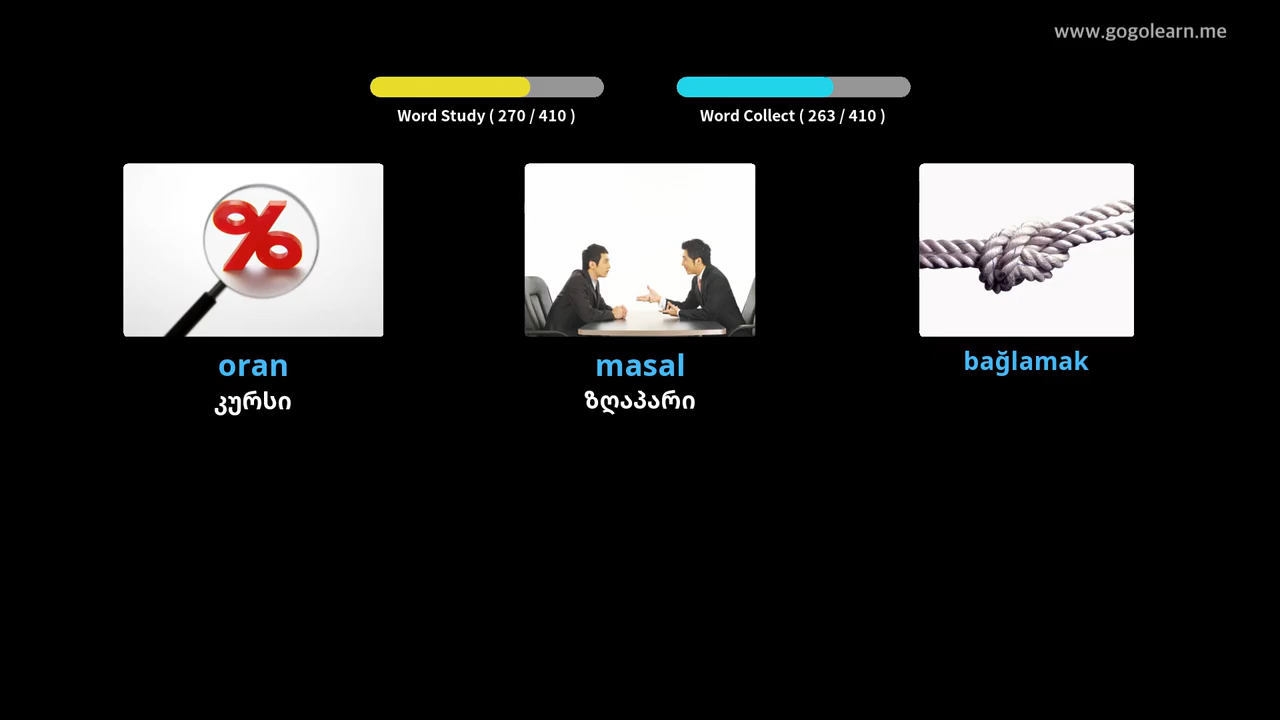 www.gogolearn.me
Word Study ( 270 / 410 )
Word Collect ( 263 / 410 )
%
oran
კურსი
masal
ზღაპარი
bağlamak